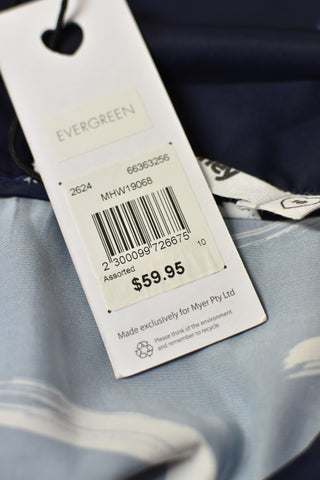 EVERGREEN
2624 66363256
MHW19068
2 300099 726675
Assorted 10
$59.95
Made exclusively for Myer Pty Ltd
Please think of the environment
and remember to recycle